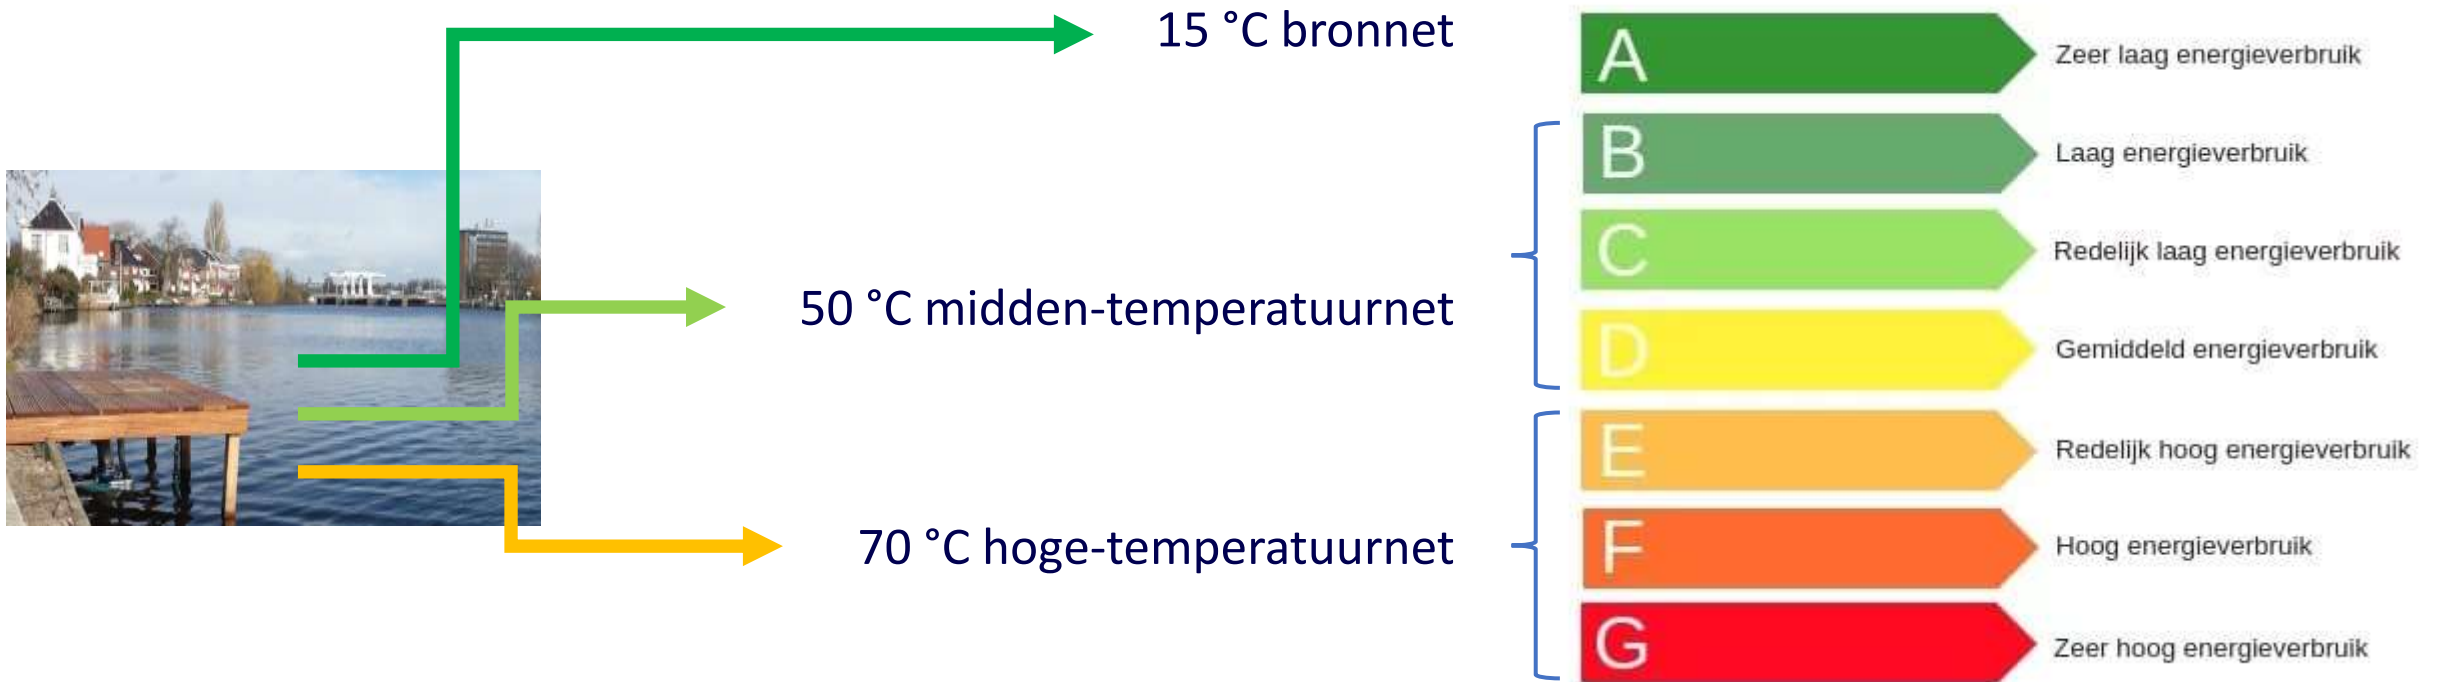 15 °C bronnet
50 °C midden-temperatuurnet
70 °C hoge-temperatuurnet
A Zeer laag energieverbruik
B Laag energieverbruik
C Redelijk laag energieverbruik
D Gemiddeld energieverbruik
E Redelijk hoog energieverbruik
F Hoog energieverbruik
G Zeer hoog energieverbruik